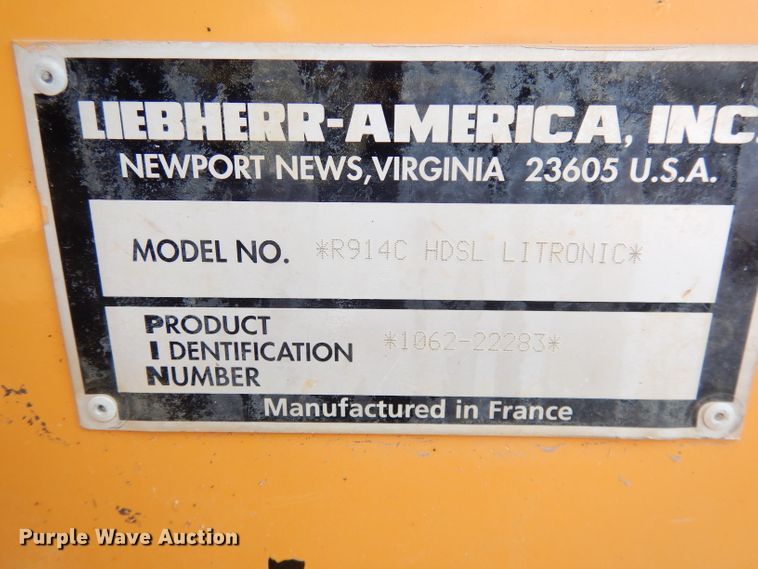 LIEBHERR-AMERICA, INC.
NEWPORT NEWS, VIRGINIA 23605 U.S.A.
MODEL NO. *R914C HDSL LITRONIC*
PRODUCT
IDENTIFICATION *1062-22283*
NUMBER
Manufactured in France
Purple Wave Auction